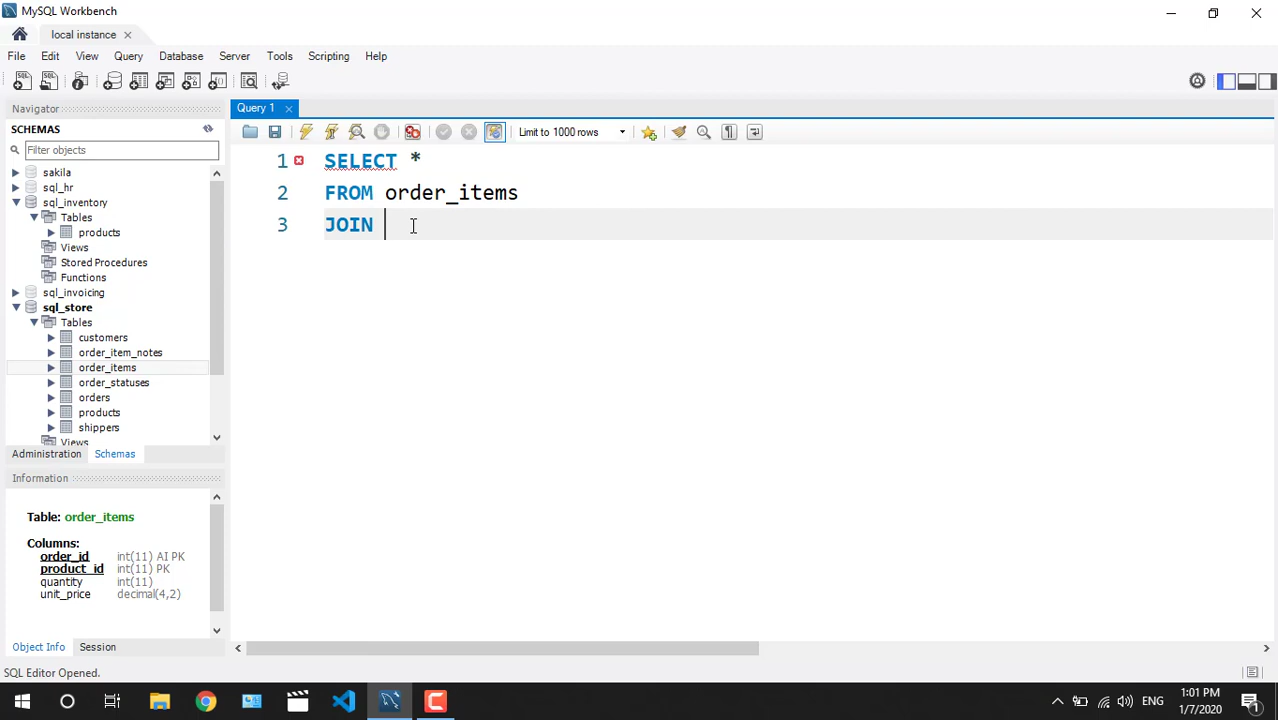 MySQL Workbench
local instance
File Edit View Query Database Server Tools Scripting Help
Navigator
SCHEMAS
Filter objects
sakila
sql_hr
sql_inventory
Tables
products
Views
Stored Procedures
Functions
sql_invoicing
sql_store
Tables
customers
order_item_notes
order_items
order_statuses
orders
products
shippers
Views
Administration Schemas
Information
Table: order_items
Columns:
order_id int(11) AI PK
product_id int(11) PK
quantity int(11)
unit_price decimal(4,2)
Object Info Session
Query 1
Limit to 1000 rows
1 SELECT *
2 FROM order_items
3 JOIN
SQL Editor Opened.
ENG
1:01 PM
1/7/2020
1